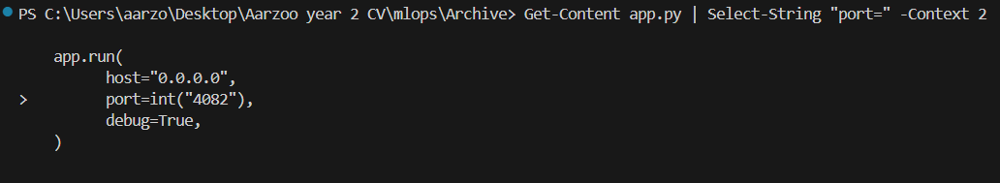 PS C:\Users\aarzo\Desktop\Aarzoo year 2 CV\mlops\Archive> Get-Content app.py | Select-String "port=" -Context 2
app.run(
host="0.0.0.0",
> port=int("4082"),
debug=True,
)